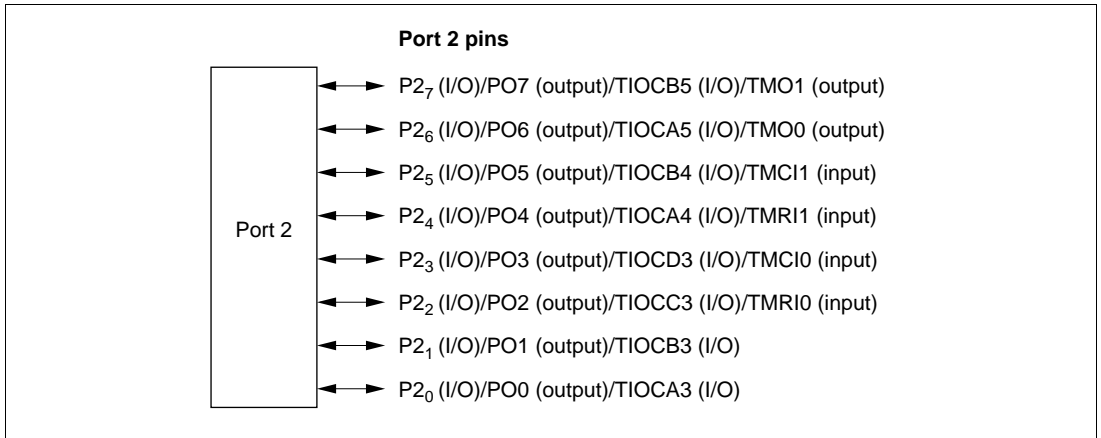 Port 2 pins
P2₇ (I/O)/PO7 (output)/TIOCB5 (I/O)/TMO1 (output)
P2₆ (I/O)/PO6 (output)/TIOCA5 (I/O)/TMO0 (output)
P2₅ (I/O)/PO5 (output)/TIOCB4 (I/O)/TMCI1 (input)
P2₄ (I/O)/PO4 (output)/TIOCA4 (I/O)/TMRI1 (input)
Port 2
P2₃ (I/O)/PO3 (output)/TIOCD3 (I/O)/TMCI0 (input)
P2₂ (I/O)/PO2 (output)/TIOCC3 (I/O)/TMRI0 (input)
P2₁ (I/O)/PO1 (output)/TIOCB3 (I/O)
P2₀ (I/O)/PO0 (output)/TIOCA3 (I/O)